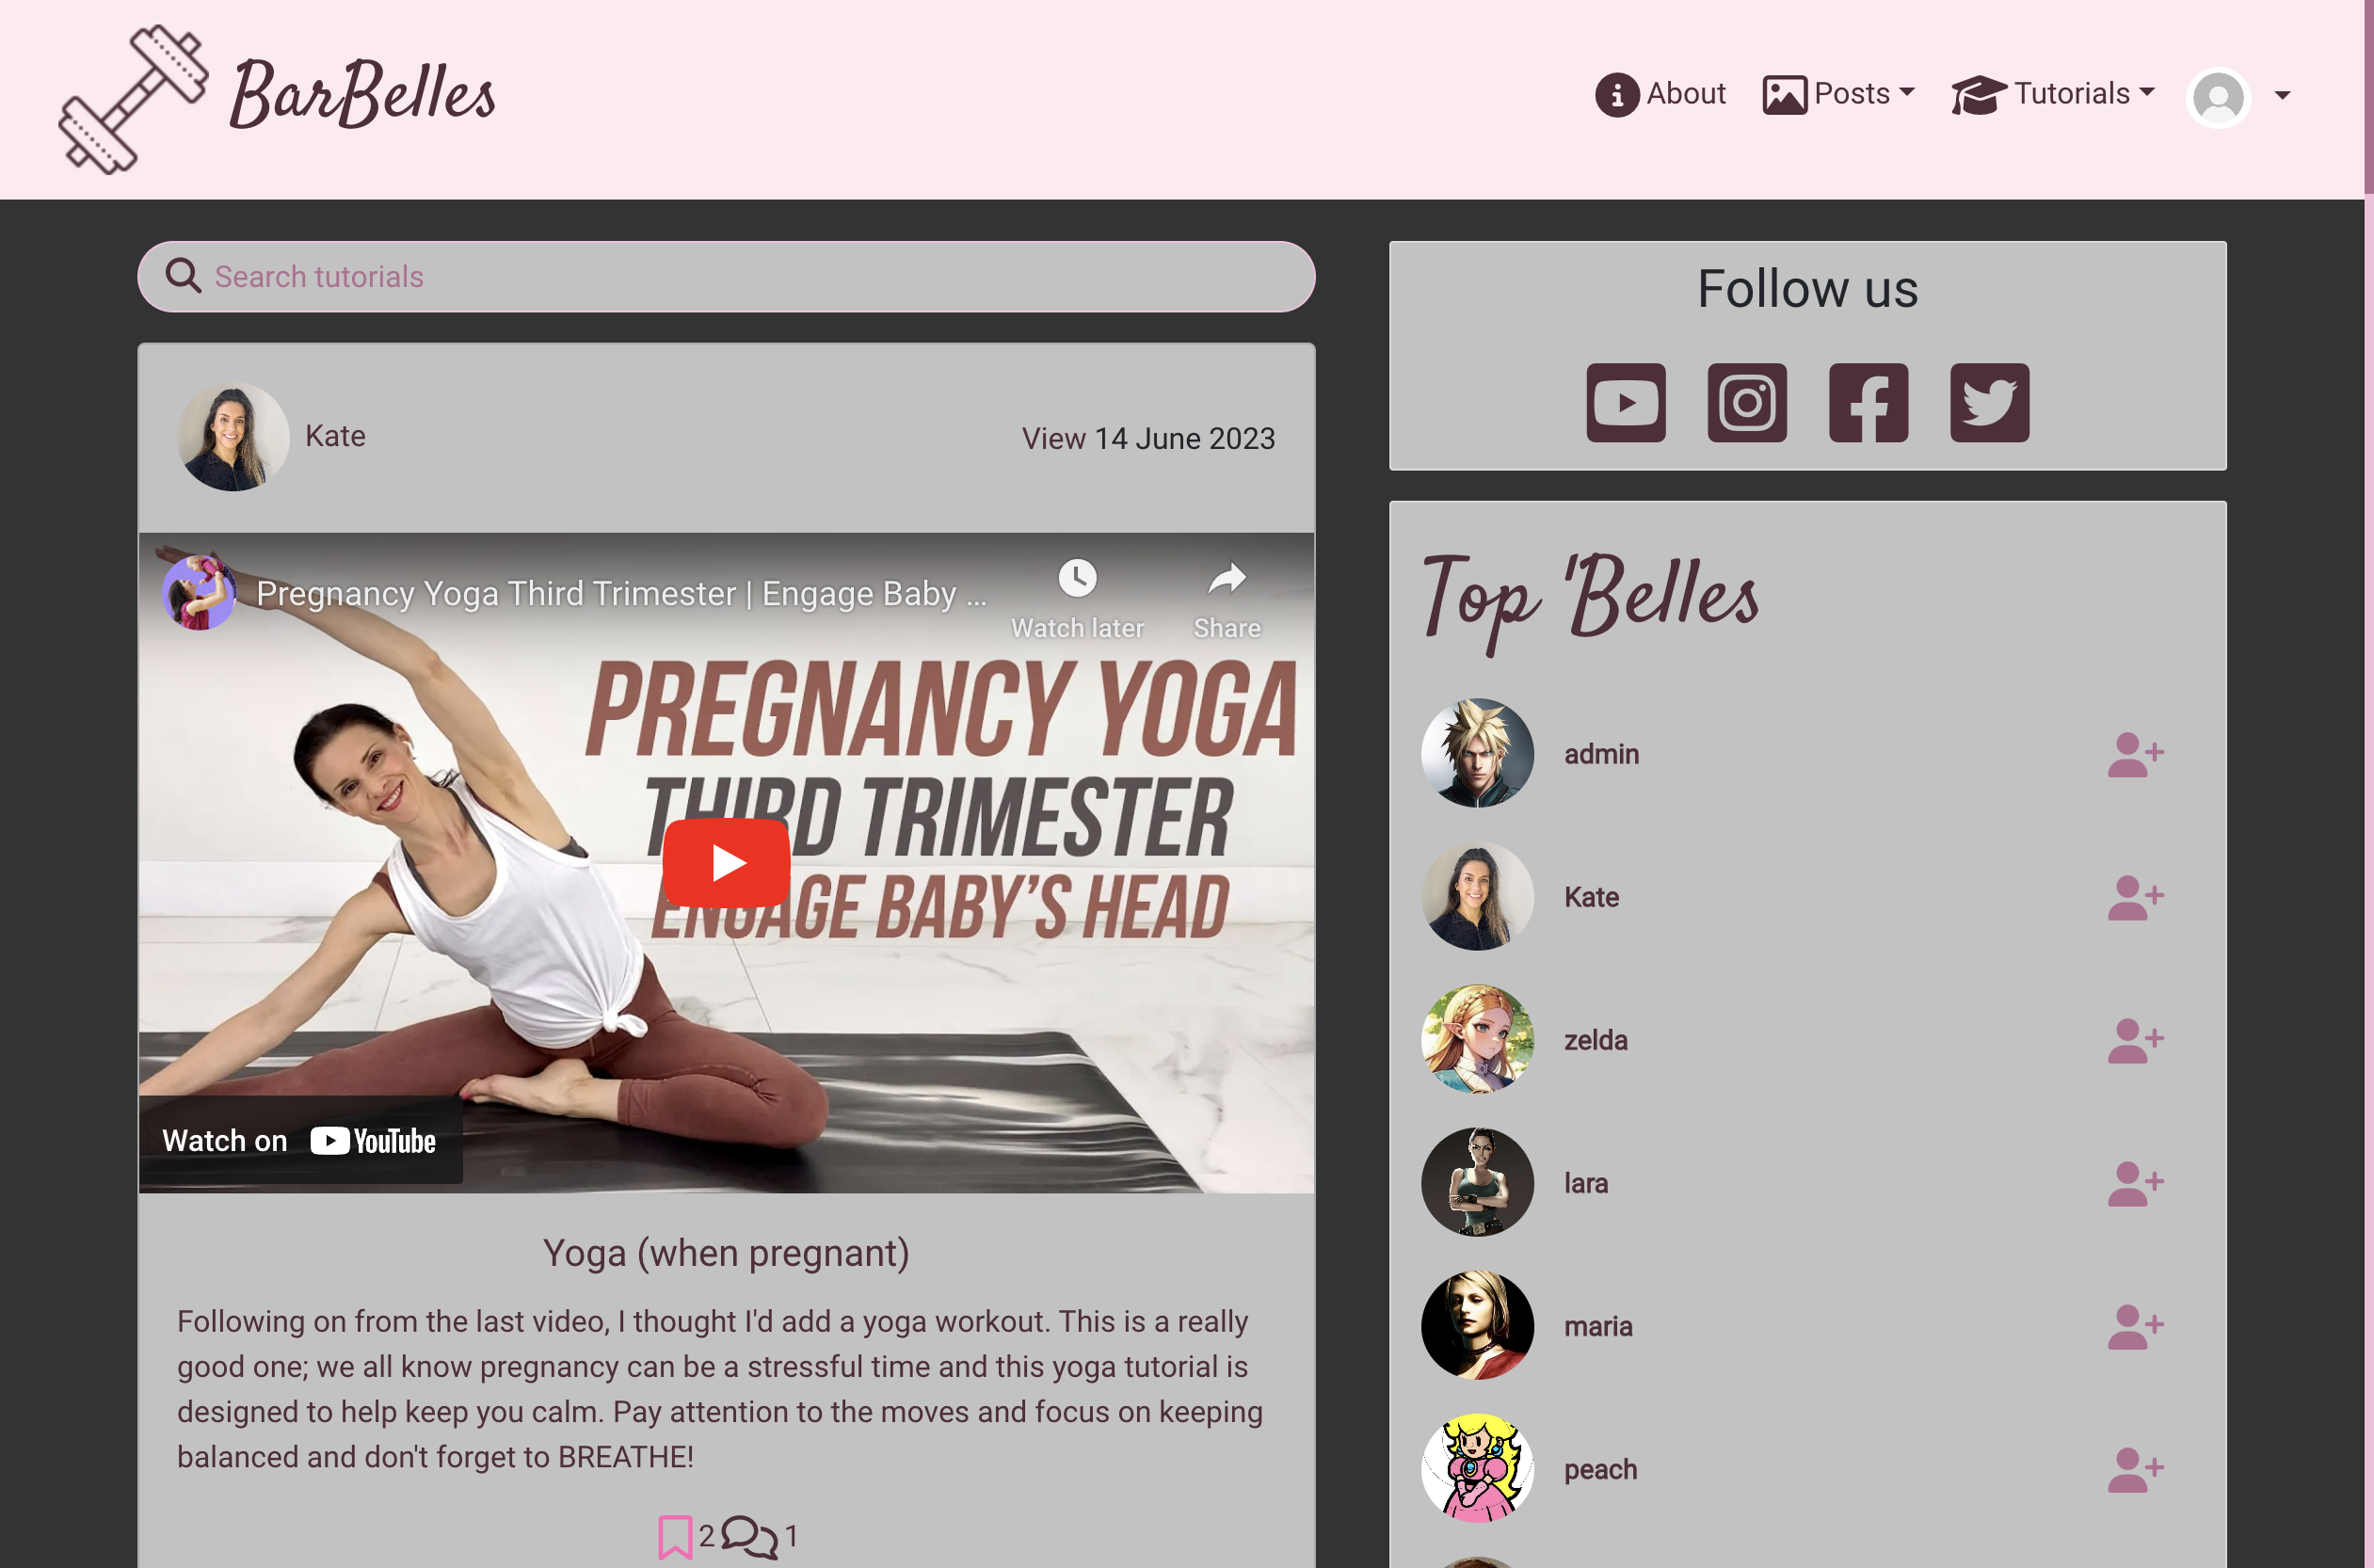 BarBelles
About
Posts
Tutorials
Search tutorials
Kate
View 14 June 2023
Pregnancy Yoga Third Trimester | Engage Baby ...
Watch later
Share
PREGNANCY YOGA
THIRD TRIMESTER
ENGAGE BABY'S HEAD
Watch on YouTube
Yoga (when pregnant)
Following on from the last video, I thought I'd add a yoga workout. This is a really
good one; we all know pregnancy can be a stressful time and this yoga tutorial is
designed to help keep you calm. Pay attention to the moves and focus on keeping
balanced and don't forget to BREATHE!
2 1
Follow us
Top 'Belles
admin
Kate
zelda
lara
maria
peach